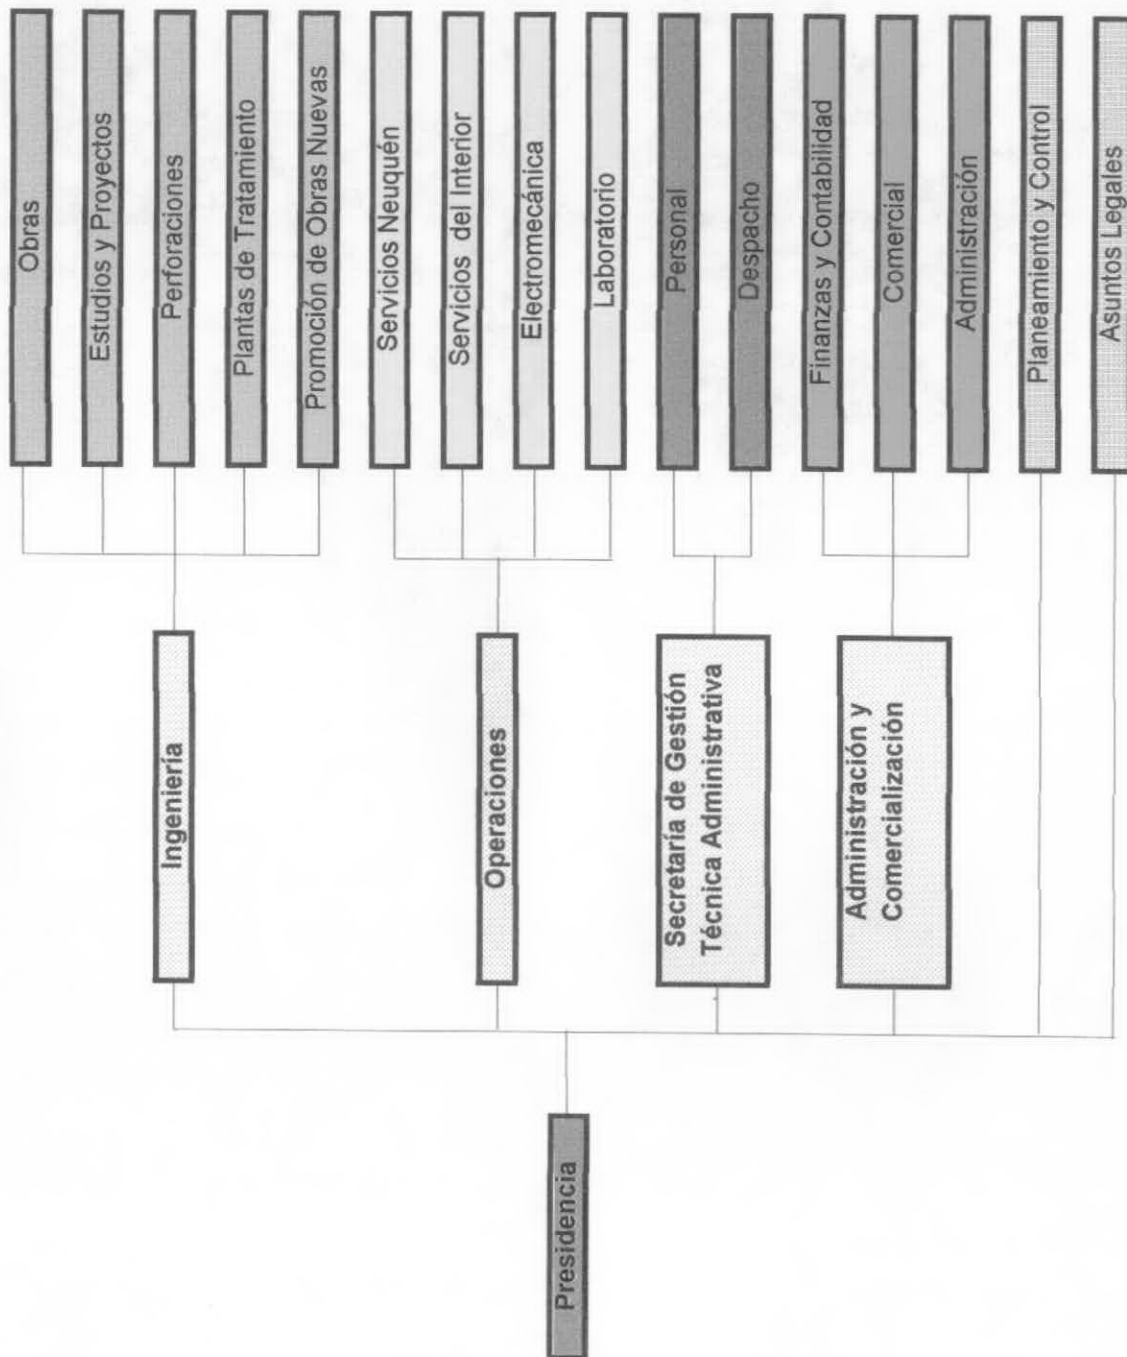 Presidencia
Ingeniería
Operaciones
Secretaría de Gestión
Técnica Administrativa
Administración y
Comercialización
Obras
Estudios y Proyectos
Perforaciones
Plantas de Tratamiento
Promoción de Obras Nuevas
Servicios Neuquén
Servicios del Interior
Electromecánica
Laboratorio
Personal
Despacho
Finanzas y Contabilidad
Comercial
Administración
Planeamiento y Control
Asuntos Legales